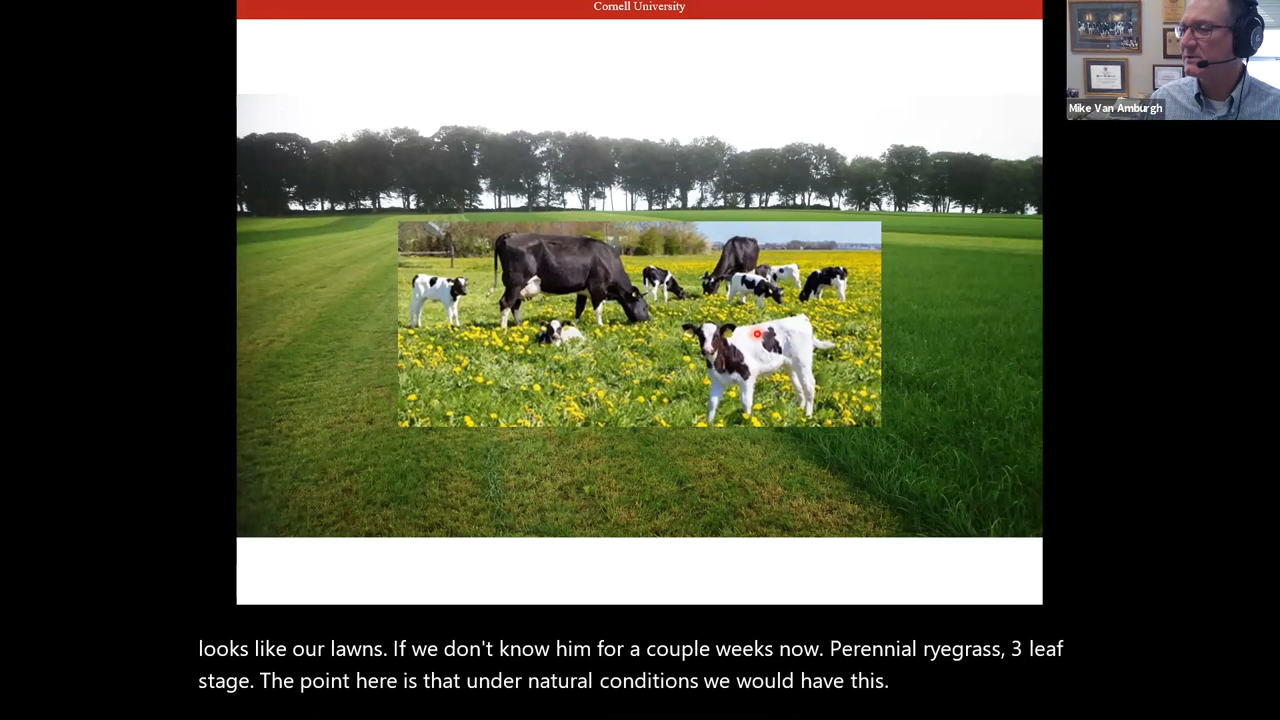 Cornell University
Mike Van Amburgh
looks like our lawns. If we don't know him for a couple weeks now. Perennial ryegrass, 3 leaf
stage. The point here is that under natural conditions we would have this.